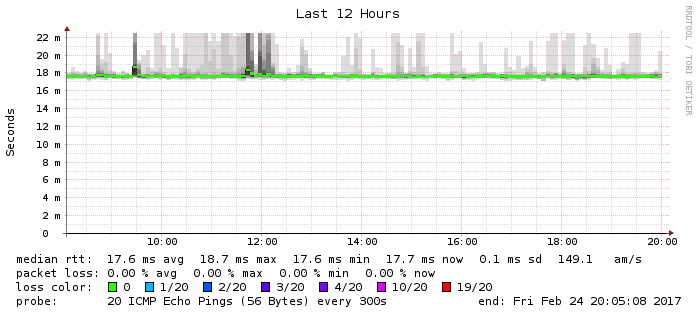 Last 12 Hours
RRDTOOL / TOBI OETIKER
Seconds
22 m
20 m
18 m
16 m
14 m
12 m
10 m
8 m
6 m
4 m
2 m
0
10:00 12:00 14:00 16:00 18:00 20:00
median rtt: 17.6 ms avg 18.7 ms max 17.6 ms min 17.7 ms now 0.1 ms sd 149.1 am/s
packet loss: 0.00 % avg 0.00 % max 0.00 % min 0.00 % now
loss color: 0 1/20 2/20 3/20 4/20 10/20 19/20
probe: 20 ICMP Echo Pings (56 Bytes) every 300s end: Fri Feb 24 20:05:08 2017